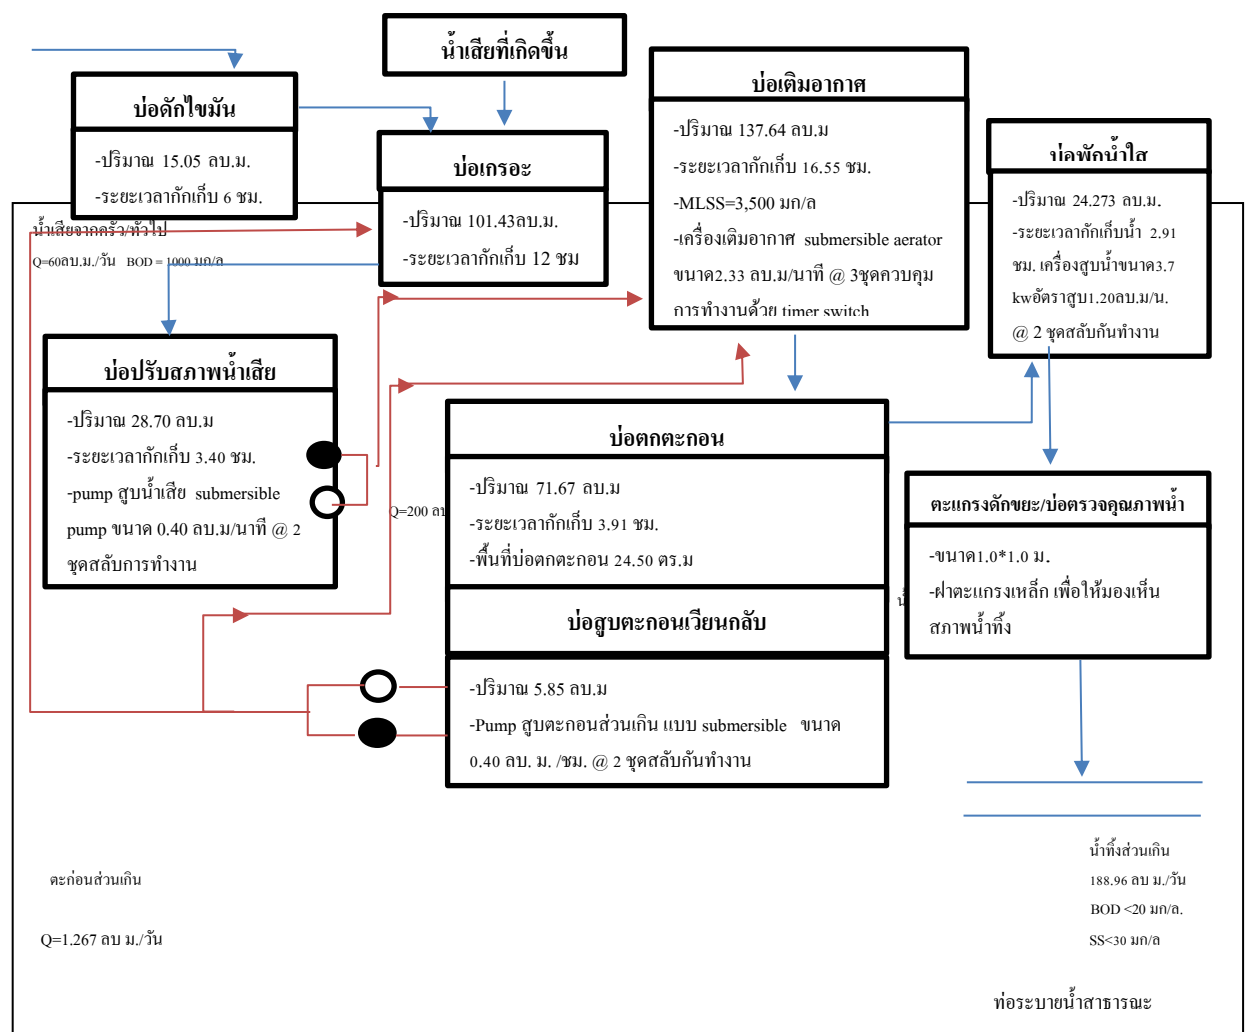 น้ำเสียที่เกิดขึ้น
บ่อดักไขมัน
-ปริมาณ 15.05 ลบ.ม.
-ระยะเวลากักเก็บ 6 ชม.
น้ำเสียจากครัว/ทั่วไป
Q=60ลบ.ม./วัน BOD = 1000 มก/ล
บ่อเกรอะ
-ปริมาณ 101.43ลบ.ม.
-ระยะเวลากักเก็บ 12 ชม
บ่อเติมอากาศ
-ปริมาณ 137.64 ลบ.ม
-ระยะเวลากักเก็บ 16.55 ชม.
-MLSS=3,500 มก/ล
-เครื่องเติมอากาศ submersible aerator
ขนาด2.33 ลบ.ม/นาที @ 3ชุดควบคุม
การทำงานด้วย timer switch
บ่อพักน้ำใส
-ปริมาณ 24.273 ลบ.ม.
-ระยะเวลากักเก็บน้ำ 2.91
ชม. เครื่องสูบน้ำขนาด3.7
kwอัตราสูบ1.20ลบ.ม/น.
@ 2 ชุดสลับกันทำงาน
บ่อปรับสภาพน้ำเสีย
-ปริมาณ 28.70 ลบ.ม
-ระยะเวลากักเก็บ 3.40 ชม.
-pump สูบน้ำเสีย submersible
pump ขนาด 0.40 ลบ.ม/นาที @ 2
ชุดสลับการทำงาน
Q=200 ลบ
บ่อตกตะกอน
-ปริมาณ 71.67 ลบ.ม
-ระยะเวลากักเก็บ 3.91 ชม.
-พื้นที่บ่อตกตะกอน 24.50 ตร.ม
บ่อสูบตะกอนเวียนกลับ
-ปริมาณ 5.85 ลบ.ม
-Pump สูบตะกอนส่วนเกิน แบบ submersible ขนาด
0.40 ลบ. ม. /ชม. @ 2 ชุดสลับกันทำงาน
ตะแกรงดักขยะ/บ่อตรวจคุณภาพน้ำ
-ขนาด1.0*1.0 ม.
-ฝาตะแกรงเหล็ก เพื่อให้มองเห็น
สภาพน้ำทิ้ง
น้ำทิ้งส่วนเกิน
188.96 ลบ ม./วัน
BOD <20 มก/ล.
SS<30 มก/ล
ตะก่อนส่วนเกิน
Q=1.267 ลบ ม./วัน
ท่อระบายน้ำสาธารณะ